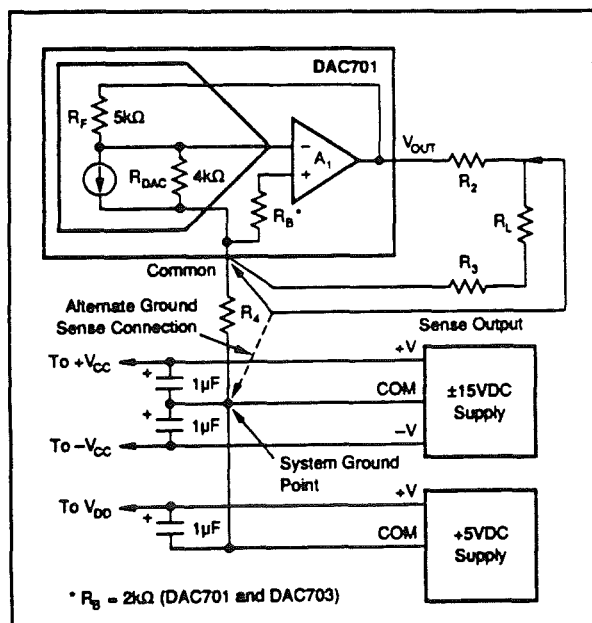 DAC701
R_F 5kΩ
V_OUT
A_1
−
+
R_DAC 4kΩ
R_B*
R_2
R_L
R_3
Common
Alternate Ground
Sense Connection
R_4
Sense Output
To +V_CC
+V
+ 1µF
COM
±15VDC
Supply
+ 1µF
To −V_CC
−V
System Ground
Point
To V_DD
+V
+ 1µF
COM
+5VDC
Supply
* R_B = 2kΩ (DAC701 and DAC703)